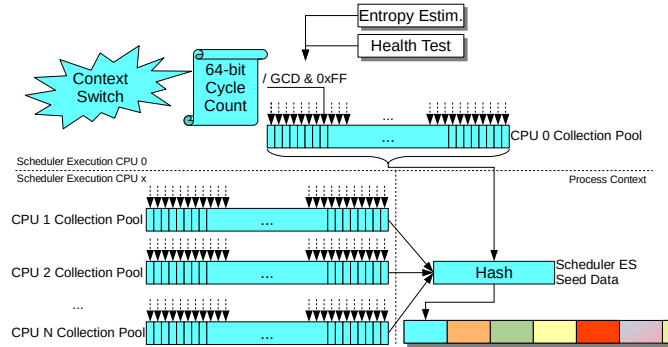 Entropy Estim.
Health Test
Context
Switch
64-bit
Cycle
Count
/ GCD & 0xFF
...
...
CPU 0 Collection Pool
Scheduler Execution CPU 0
Scheduler Execution CPU x
Process Context
CPU 1 Collection Pool
...
CPU 2 Collection Pool
...
Hash
Scheduler ES
Seed Data
...
CPU N Collection Pool
...